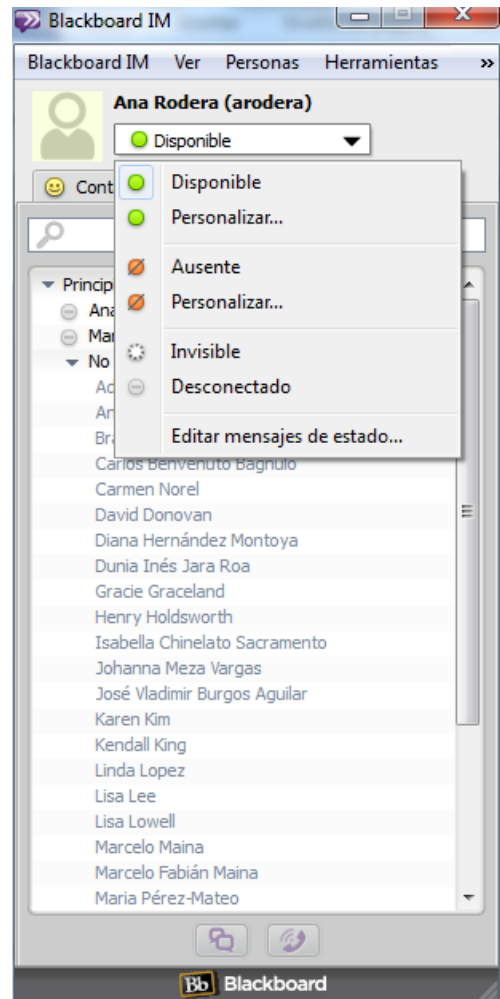 Blackboard IM
Blackboard IM Ver Personas Herramientas »
Ana Rodera (arodera)
Disponible
Cont
Disponible
Personalizar...
Ausente
Personalizar...
Invisible
Desconectado
Editar mensajes de estado...
Princip
Ana
Mar
No
Ad
An
Bra
Carlos Benvenuto Bagnulo
Carmen Norel
David Donovan
Diana Hernández Montoya
Dunia Inés Jara Roa
Gracie Graceland
Henry Holdsworth
Isabella Chinelato Sacramento
Johanna Meza Vargas
José Vladimir Burgos Aguilar
Karen Kim
Kendall King
Linda Lopez
Lisa Lee
Lisa Lowell
Marcelo Maina
Marcelo Fabián Maina
Maria Pérez-Mateo
Bb Blackboard